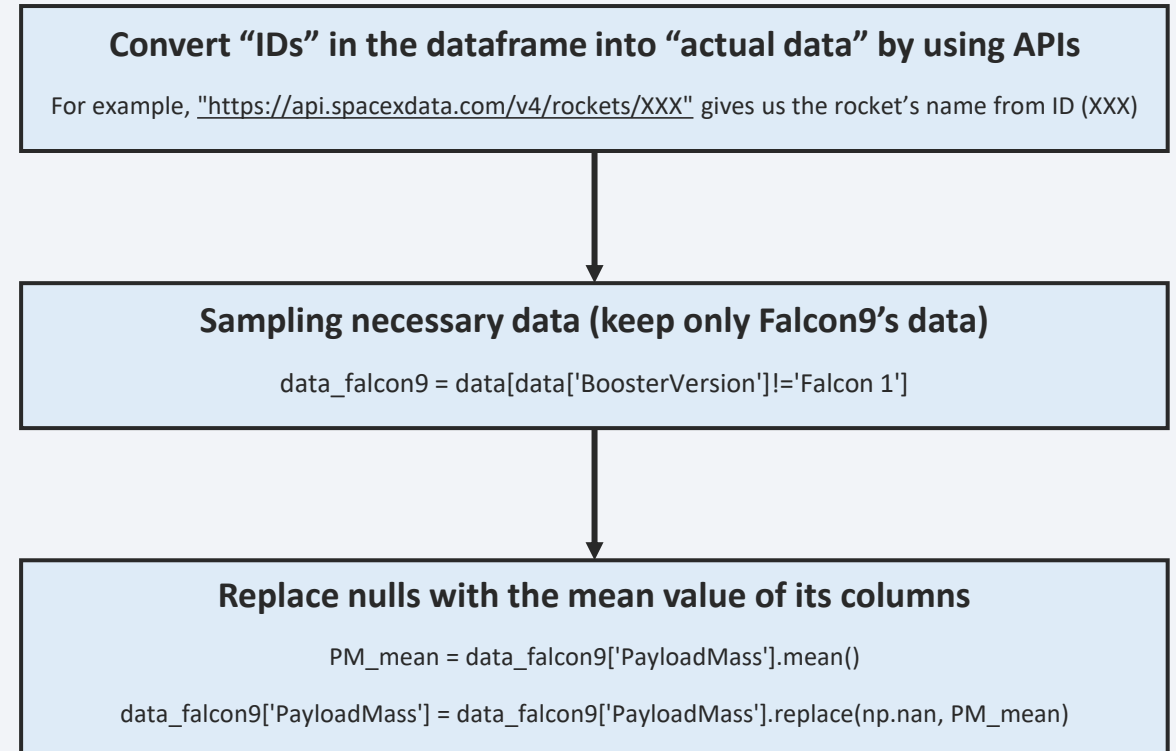 Convert “IDs” in the dataframe into “actual data” by using APIs
For example, "https://api.spacexdata.com/v4/rockets/XXX" gives us the rocket’s name from ID (XXX)
Sampling necessary data (keep only Falcon9’s data)
data_falcon9 = data[data['BoosterVersion']!='Falcon 1']
Replace nulls with the mean value of its columns
PM_mean = data_falcon9['PayloadMass'].mean()
data_falcon9['PayloadMass'] = data_falcon9['PayloadMass'].replace(np.nan, PM_mean)